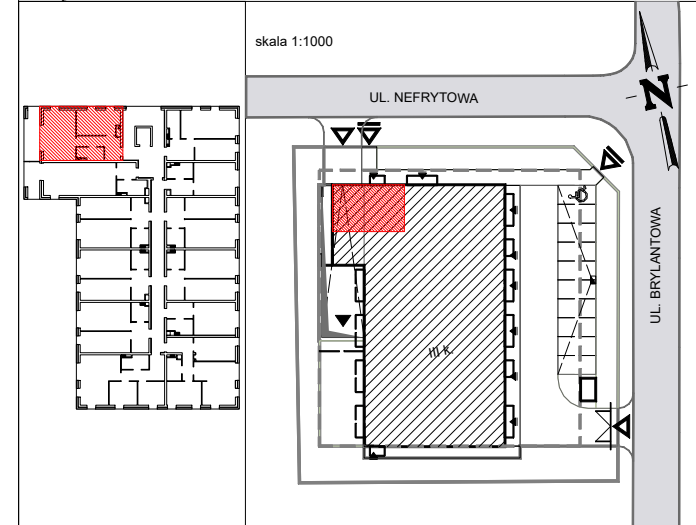 skala 1:1000
UL. NEFRYTOWA
N
UL. BRYLANTOWA
III k.